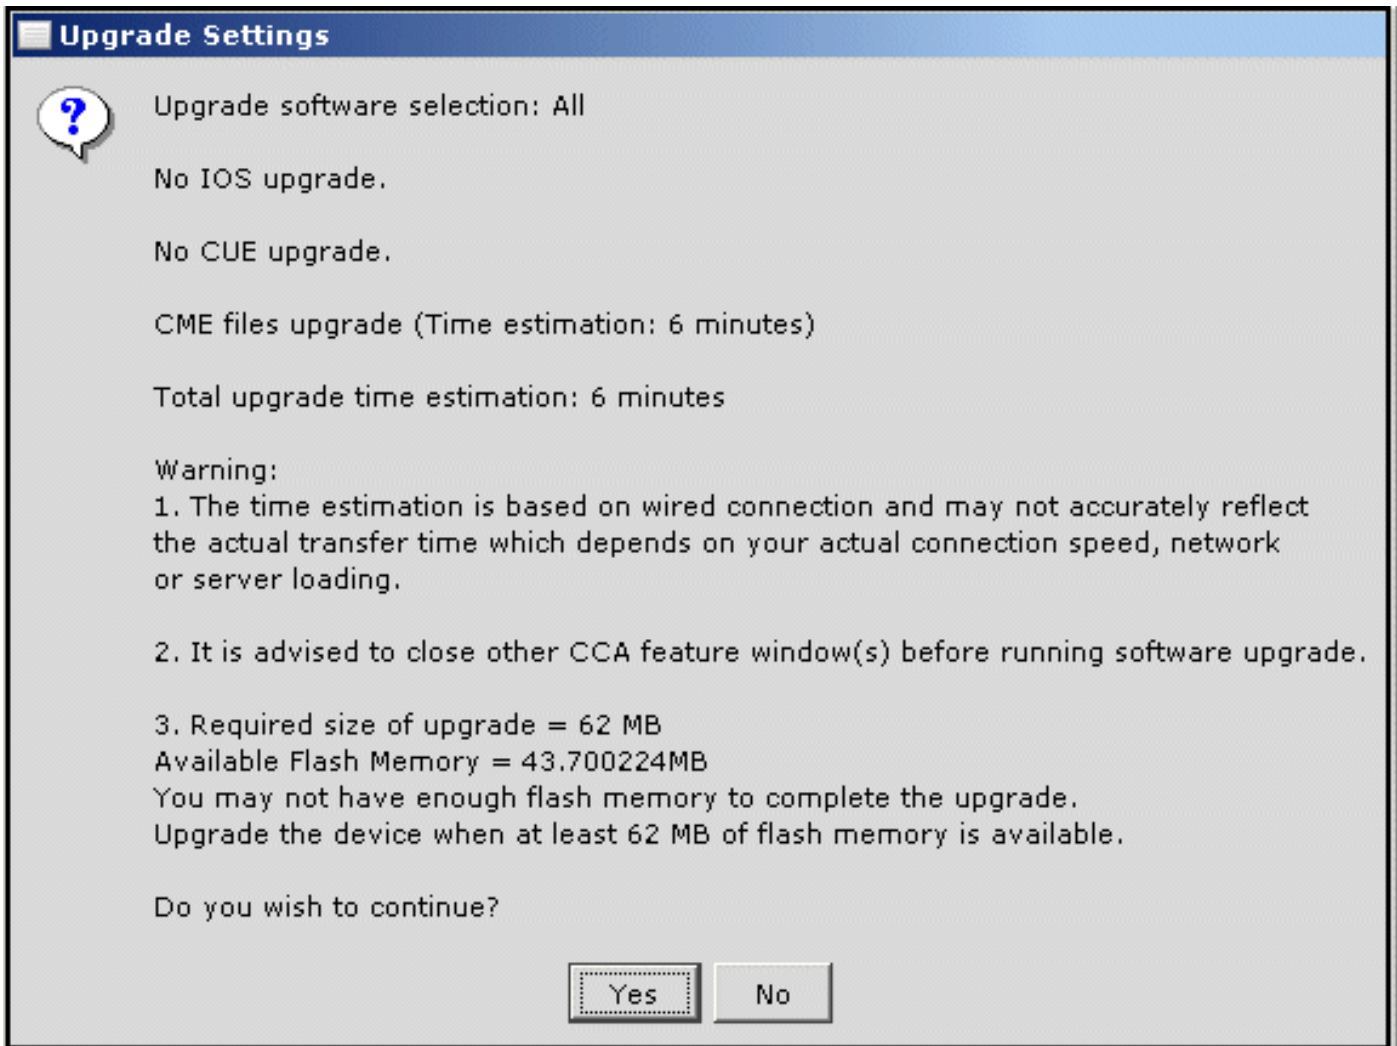 Upgrade Settings
?
Upgrade software selection: All
No IOS upgrade.
No CUE upgrade.
CME files upgrade (Time estimation: 6 minutes)
Total upgrade time estimation: 6 minutes
Warning:
1. The time estimation is based on wired connection and may not accurately reflect
the actual transfer time which depends on your actual connection speed, network
or server loading.
2. It is advised to close other CCA feature window(s) before running software upgrade.
3. Required size of upgrade = 62 MB
Available Flash Memory = 43.700224MB
You may not have enough flash memory to complete the upgrade.
Upgrade the device when at least 62 MB of flash memory is available.
Do you wish to continue?
Yes No